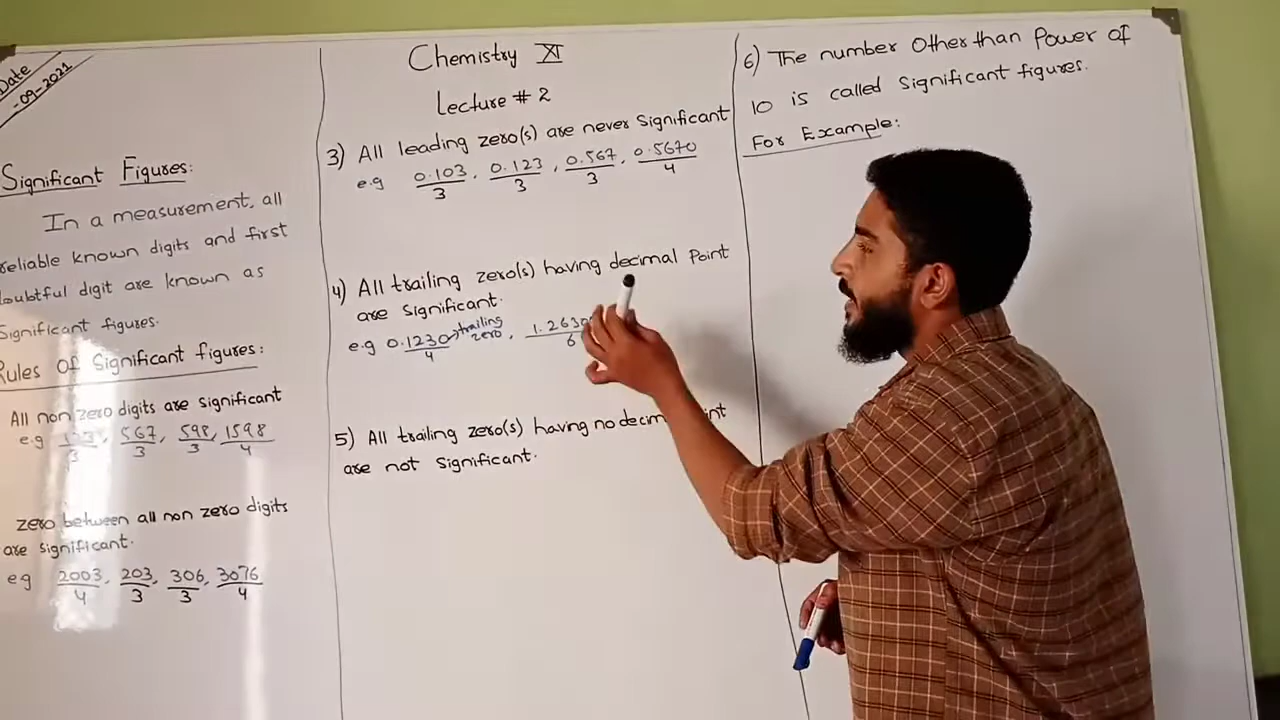 Date
-09-2021
Significant Figures:
In a measurement, all
reliable known digits and first
doubtful digit are known as
Significant figures.
Rules of Significant figures:
All non zero digits are significant
e.g 123, 567, 598, 1598
3 3 3 4
zero between all non zero digits
are significant.
eg 2003, 203, 306, 3076
4 3 3 4
Chemistry XI
Lecture # 2
3) All leading zero(s) are never significant
e.g 0.103, 0.123, 0.567, 0.5670
3 3 3 4
4) All trailing zero(s) having decimal Point
are significant.
e.g 0.1230 trailing zero, 1.2630
4 6
5) All trailing zero(s) having no
are not significant.
6) The number other than Power of
10 is called Significant figures.
For Example: